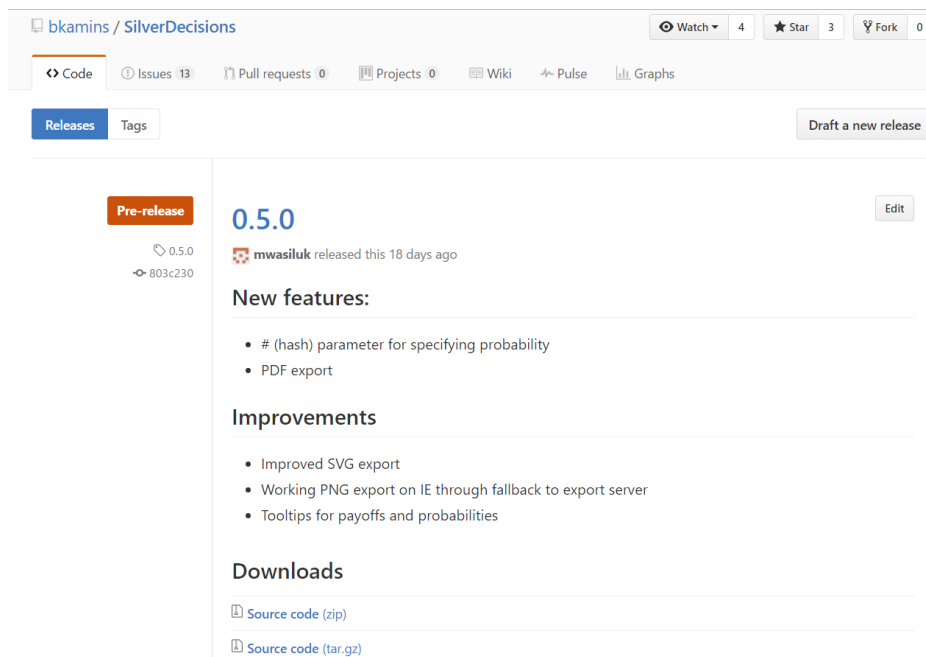 bkamins / SilverDecisions
Watch 4 Star 3 Fork 0
Code Issues 13 Pull requests 0 Projects 0 Wiki Pulse Graphs
Releases Tags Draft a new release
Pre-release
0.5.0
803c230
0.5.0 Edit
mwasiluk released this 18 days ago
New features:
# (hash) parameter for specifying probability
PDF export
Improvements
Improved SVG export
Working PNG export on IE through fallback to export server
Tooltips for payoffs and probabilities
Downloads
Source code (zip)
Source code (tar.gz)